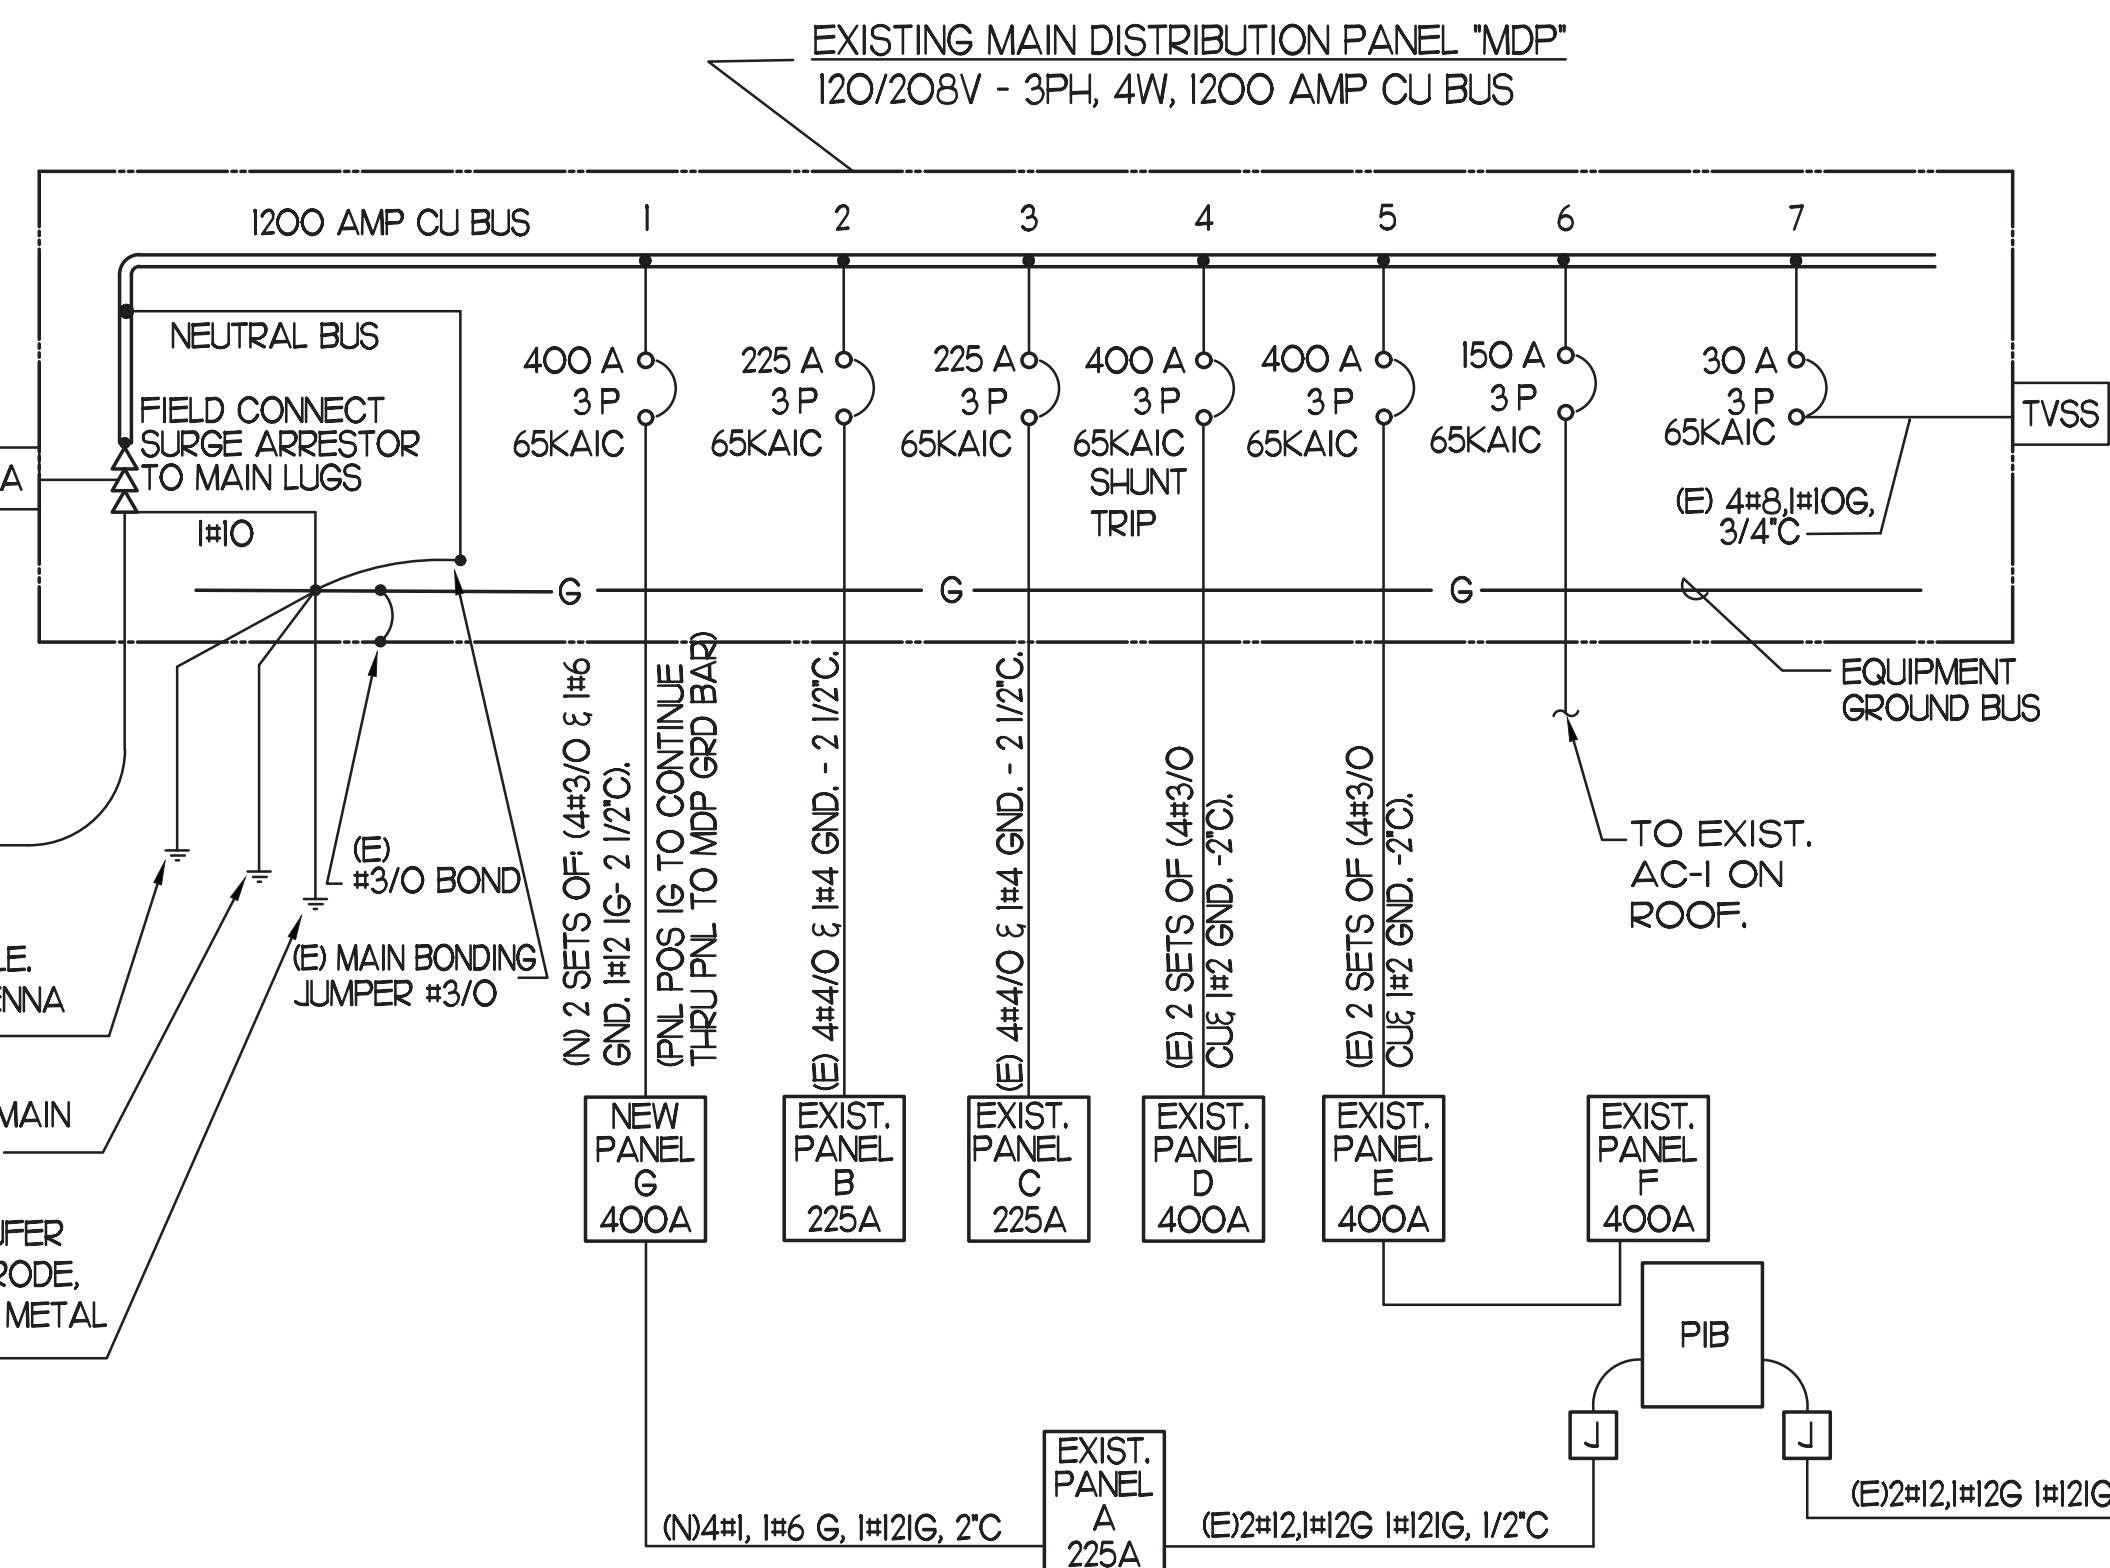 EXISTING MAIN DISTRIBUTION PANEL "MDP"
120/208V - 3PH, 4W, 1200 AMP CU BUS
1200 AMP CU BUS
1
2
3
4
5
6
7
NEUTRAL BUS
FIELD CONNECT
SURGE ARRESTOR
TO MAIN LUGS
A
1#10
400 A
3 P
65KAIC
225 A
3 P
65KAIC
225 A
3 P
65KAIC
400 A
3 P
65KAIC
SHUNT
TRIP
400 A
3 P
65KAIC
150 A
3 P
65KAIC
30 A
3 P
65KAIC
TVSS
(E) 4#8,1#10G,
3/4"C
G
G
G
EQUIPMENT
GROUND BUS
(N) 2 SETS OF: (4#3/0 & 1#6
GND. 1#12 IG- 2 1/2"C).
(PNL POS IG TO CONTINUE
THRU PNL TO MDP GRD BAR)
(E) 4#4/0 & 1#4 GND. - 2 1/2"C.
(E) 4#4/0 & 1#4 GND. - 2 1/2"C.
(E) 2 SETS OF (4#3/0
CU& 1#2 GND. -2"C).
(E) 2 SETS OF (4#3/0
CU& 1#2 GND. -2"C).
TO EXIST.
AC-1 ON
ROOF.
(E)
#3/0 BOND
(E) MAIN BONDING
JUMPER #3/0
LE.
ENNA
MAIN
UFER
RODE,
METAL
NEW
PANEL
G
400A
EXIST.
PANEL
B
225A
EXIST.
PANEL
C
225A
EXIST.
PANEL
D
400A
EXIST.
PANEL
E
400A
EXIST.
PANEL
F
400A
PIB
J
J
EXIST.
PANEL
A
225A
(N)4#1, 1#6 G, 1#12IG, 2"C
(E)2#12,1#12G 1#12IG, 1/2"C
(E)2#12,1#12G 1#12IG